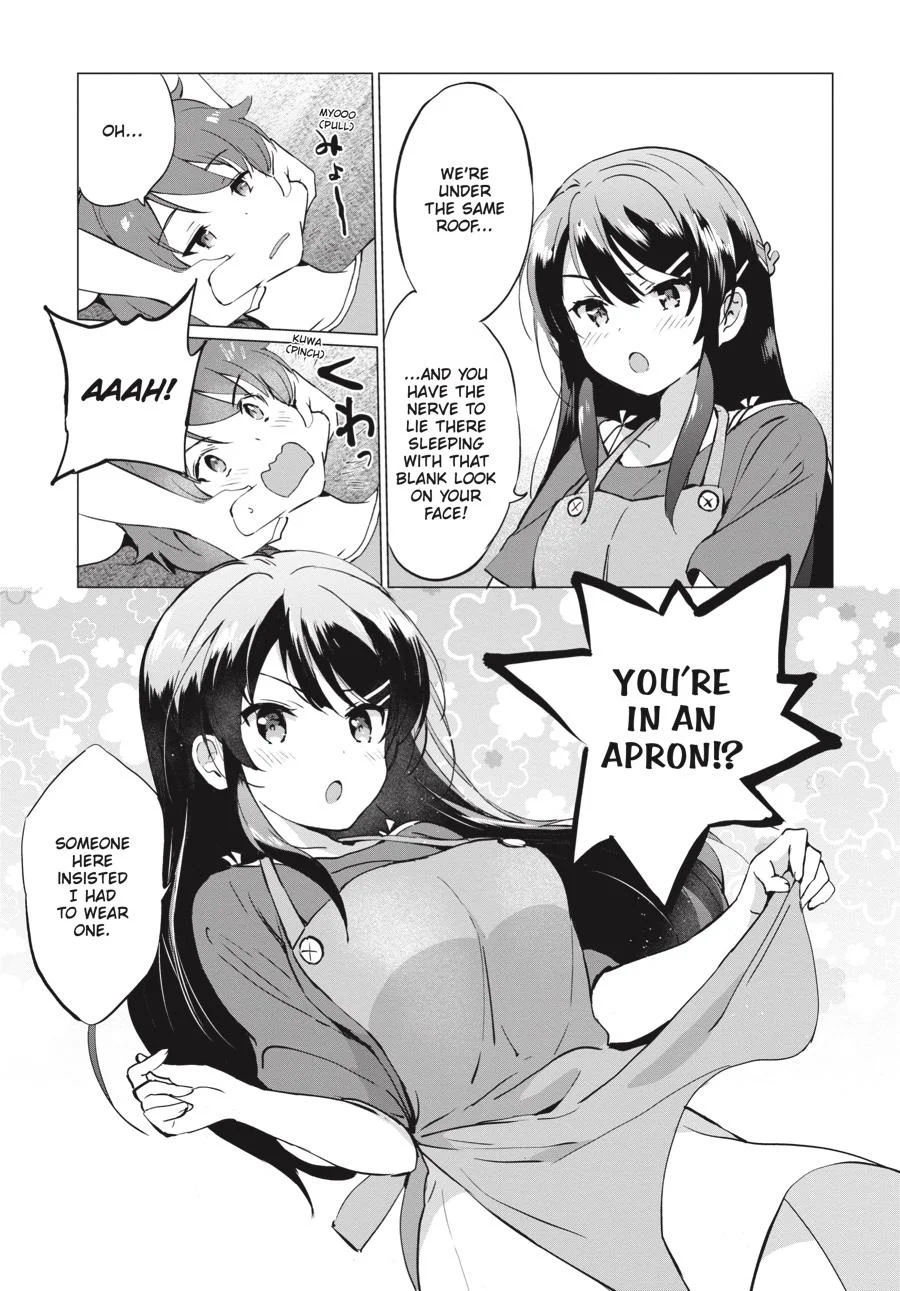 WE'RE
UNDER
THE SAME
ROOF...
...AND YOU
HAVE THE
NERVE TO
LIE THERE
SLEEPING
WITH THAT
BLANK LOOK
ON YOUR
FACE!
MYOOO
(PULL)
みょー
OH...
KUWA
(PINCH)
くわっ
AAAH!
YOU'RE
IN AN
APRON!?
SOMEONE
HERE
INSISTED
I HAD
TO WEAR
ONE.